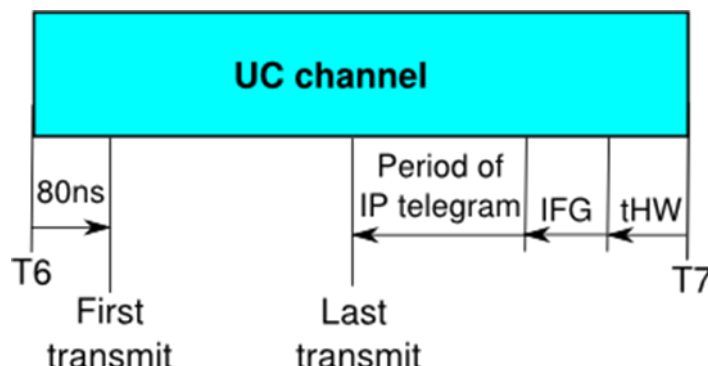 UC channel
80ns
Period of
IP telegram
IFG
tHW
T6
T7
First
transmit
Last
transmit